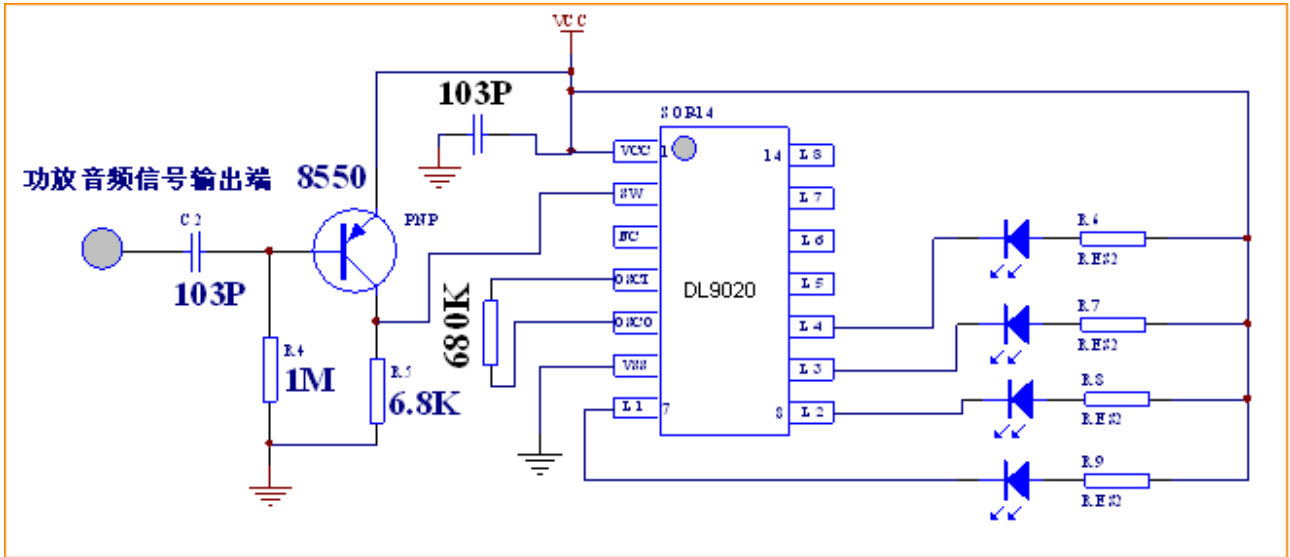 VCC
103P
SOP14
功放音频信号输出端
8550
PNP
C2
103P
R4
1M
R5
6.8K
680K
DL9020
VCC
1
SW
NC
OSCI
OSCO
VSS
L1
7
14
L8
L7
L6
L5
L4
L3
8
L2
R6
RES2
R7
RES2
R8
RES2
R9
RES2